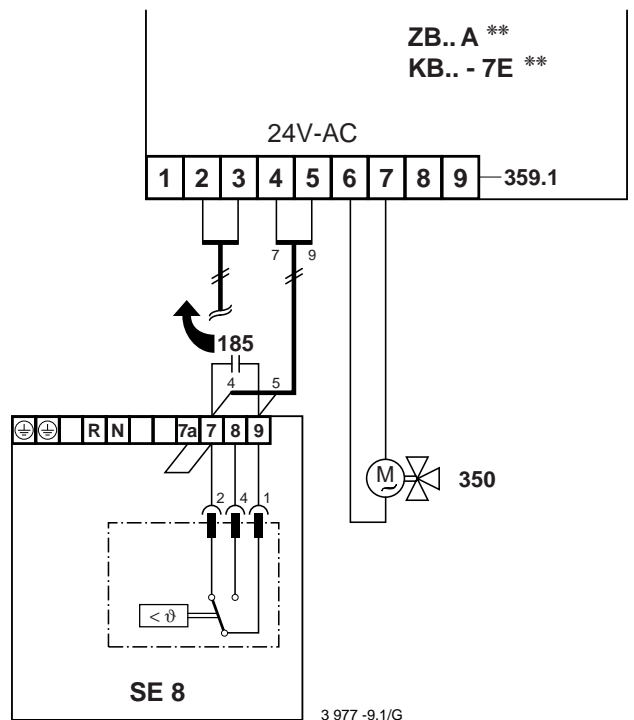 ZB.. A **
KB.. - 7E **
24V-AC
1 2 3 4 5 6 7 8 9 359.1
7 9
185
4 5
R N 7a 7 8 9
M 350
2 4 1
< ϑ
SE 8
3 977 -9.1/G